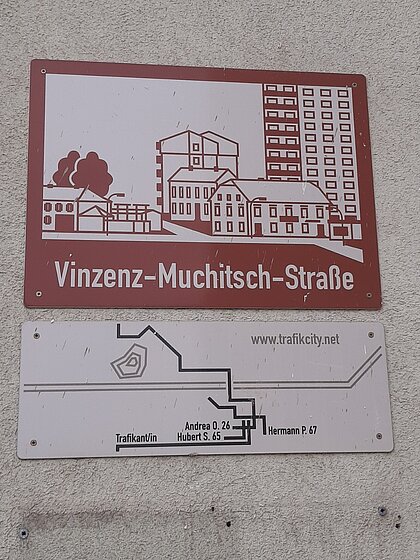 Vinzenz-Muchitsch-Straße
www.trafikcity.net
Andrea O. 26
Trafikant/in Hubert S. 65 Hermann P. 67